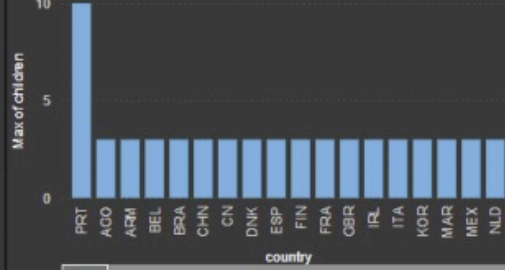 10
Max of children
5
0
PRT AGO ARM BEL BRA CHN CN DNK ESP FIN FRA GBR IRL ITA KOR MAR MEX NLD
country